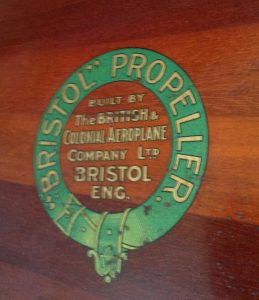 "BRISTOL" PROPELLER.
BUILT BY
The BRITISH &
COLONIAL AEROPLANE
COMPANY LTD
BRISTOL
ENG.